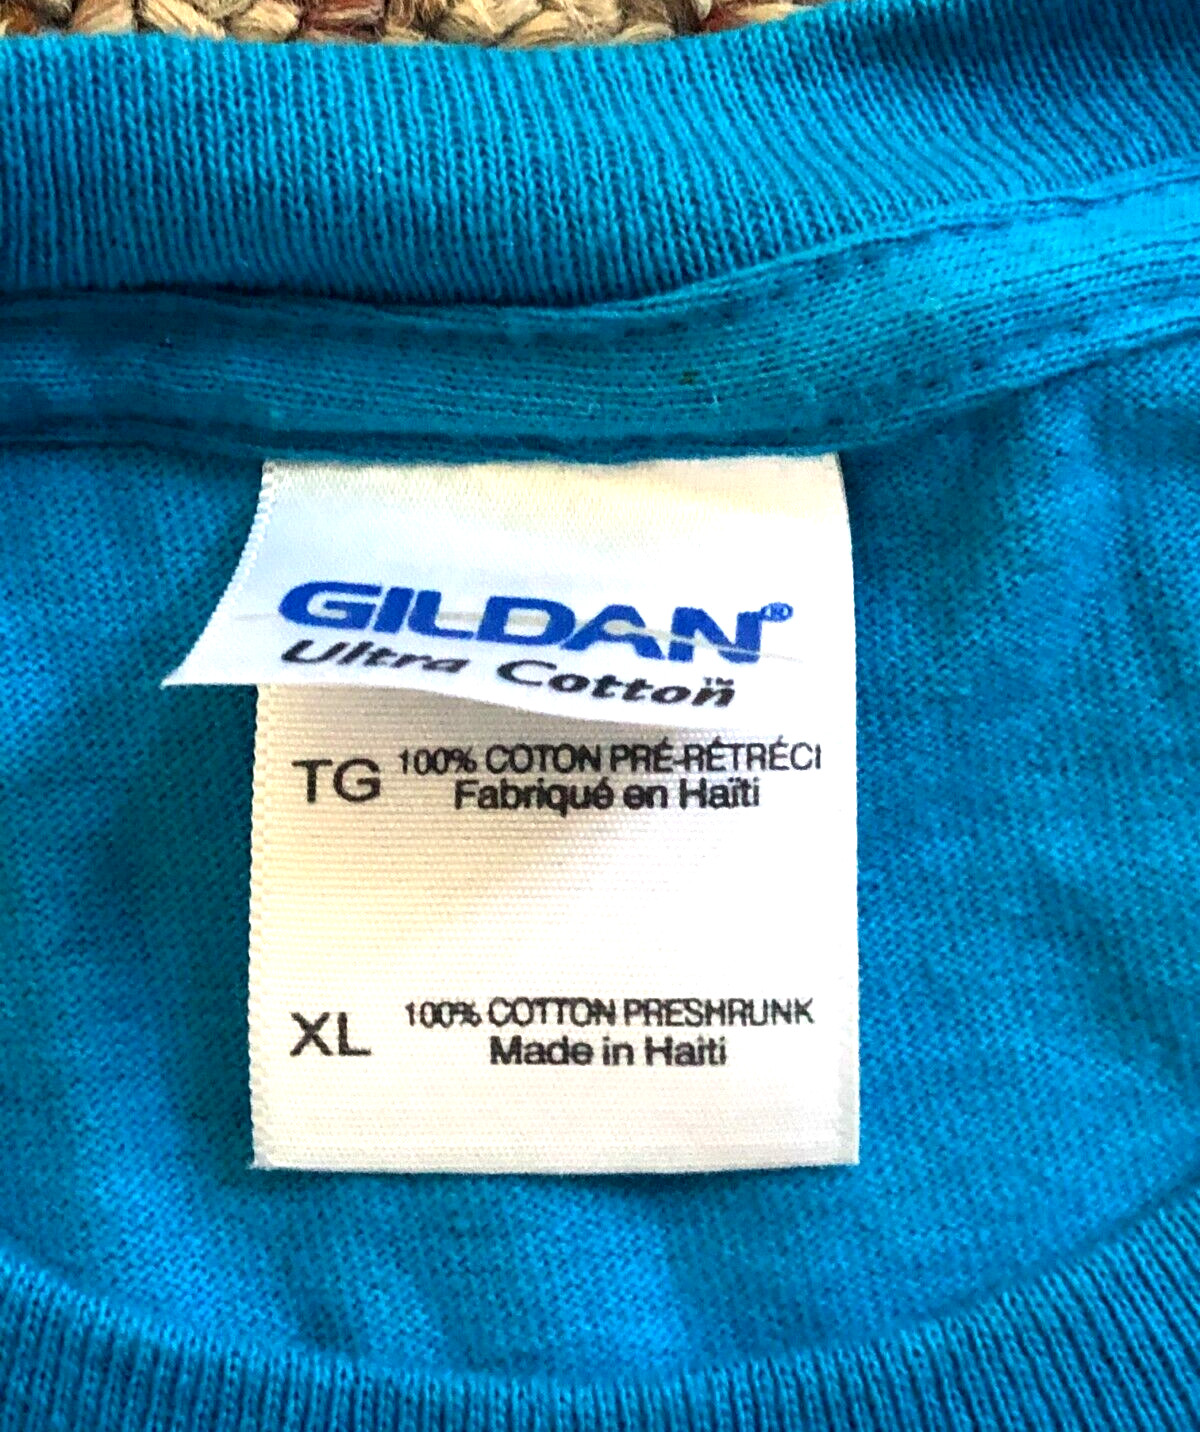 GILDAN®
Ultra Cotton™
TG 100% COTON PRÉ-RÉTRÉCI
Fabriqué en Haïti
XL 100% COTTON PRESHRUNK
Made in Haiti